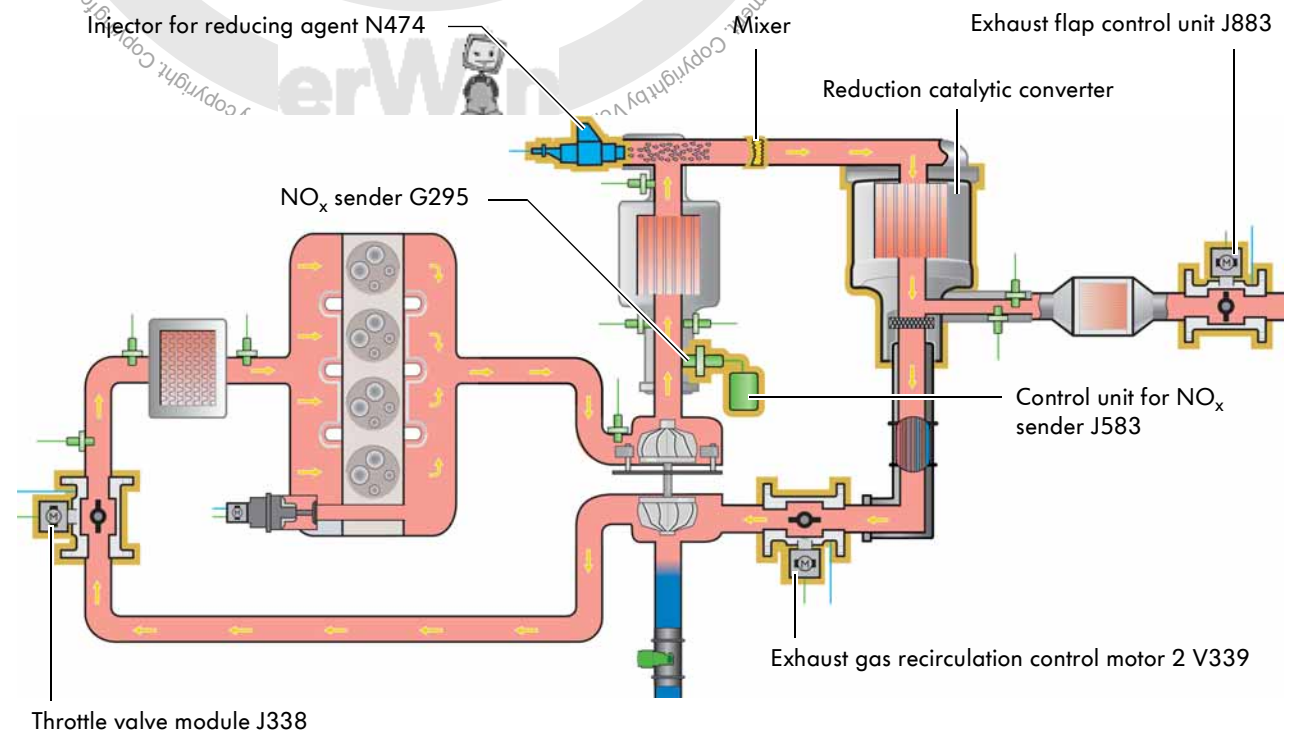 Injector for reducing agent N474
Mixer
Exhaust flap control unit J883
Reduction catalytic converter
erWin
NOx sender G295
Control unit for NOx
sender J583
M
M
M
M
Exhaust gas recirculation control motor 2 V339
Throttle valve module J338